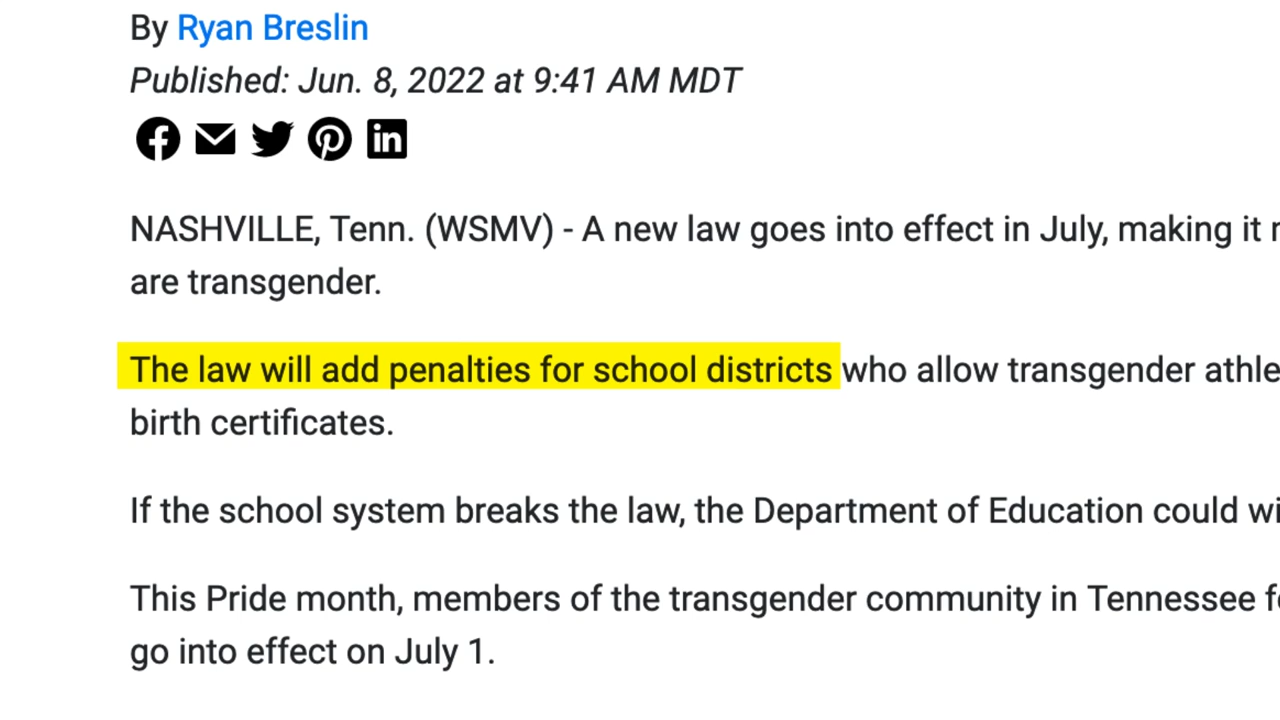 By Ryan Breslin
Published: Jun. 8, 2022 at 9:41 AM MDT
NASHVILLE, Tenn. (WSMV) - A new law goes into effect in July, making it
are transgender.
The law will add penalties for school districts who allow transgender
birth certificates.
If the school system breaks the law, the Department of Education could
This Pride month, members of the transgender community in Tennessee
go into effect on July 1.